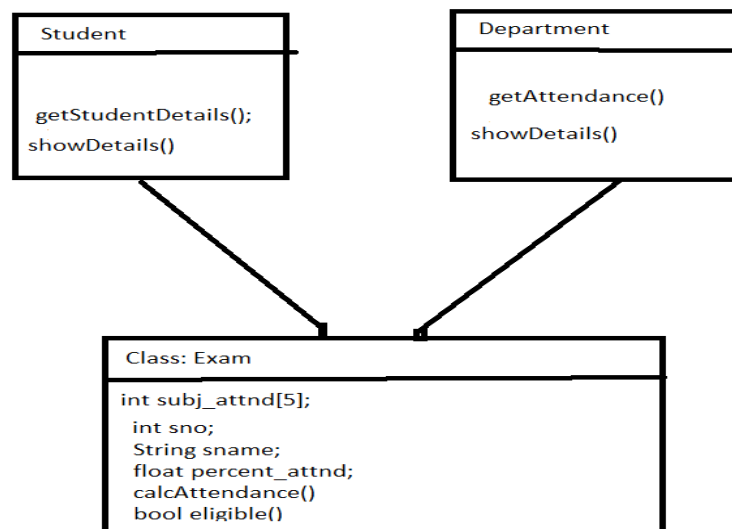 Student
getStudentDetails();
showDetails()
Department
getAttendance()
showDetails()
Class: Exam
int subj_attnd[5];
int sno;
String sname;
float percent_attnd;
calcAttendance()
bool eligible()